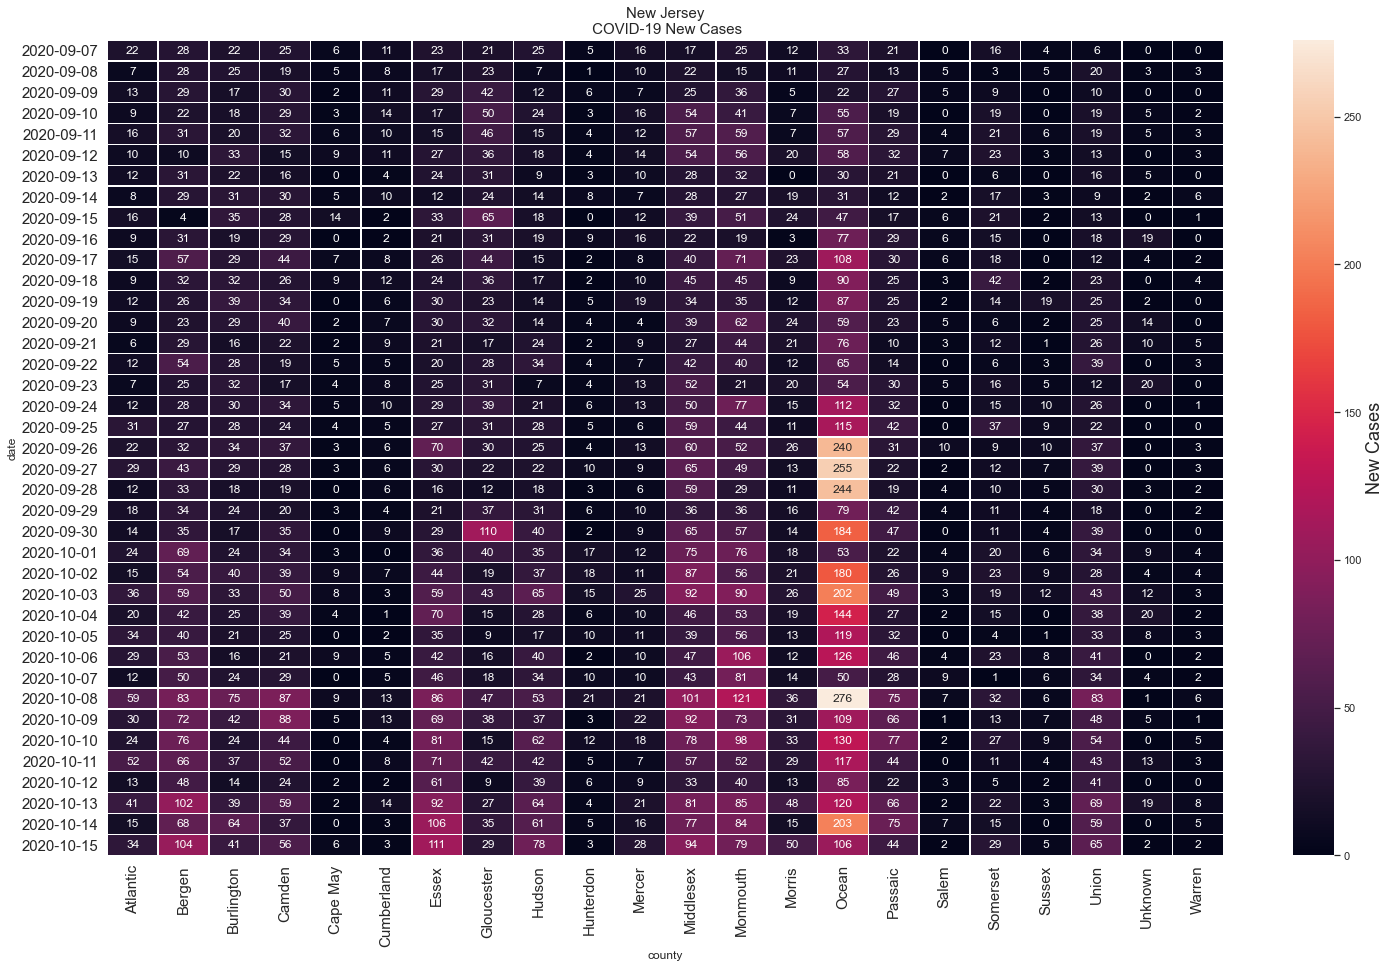 New Jersey
COVID-19 New Cases
2020-09-07 22 28 22 25 6 11 23 21 25 5 16 17 25 12 33 21 0 16 4 6 0 0
2020-09-08 7 28 25 19 5 8 17 23 7 1 10 22 15 11 27 13 5 3 5 20 3 3
2020-09-09 13 29 17 30 2 11 29 42 12 6 7 25 36 5 22 27 5 9 0 10 0 0
2020-09-10 9 22 18 29 3 14 17 50 24 3 16 54 41 7 55 19 0 19 0 19 5 2
2020-09-11 16 31 20 32 6 10 15 46 15 4 12 57 59 7 57 29 4 21 6 19 5 3
2020-09-12 10 10 33 15 9 11 27 36 18 4 14 54 56 20 58 32 7 23 3 13 0 3
2020-09-13 12 31 22 16 0 4 24 31 9 3 10 28 32 0 30 21 0 6 0 16 5 0
2020-09-14 8 29 31 30 5 10 12 24 14 8 7 28 27 19 31 12 2 17 3 9 2 6
2020-09-15 16 4 35 28 14 2 33 65 18 0 12 39 51 24 47 17 6 21 2 13 0 1
2020-09-16 9 31 19 29 0 2 21 31 19 9 16 22 19 3 77 29 6 15 0 18 19 0
2020-09-17 15 57 29 44 7 8 26 44 15 2 8 40 71 23 108 30 6 18 0 12 4 2
2020-09-18 9 32 32 26 9 12 24 36 17 2 10 45 45 9 90 25 3 42 2 23 0 4
2020-09-19 12 26 39 34 0 6 30 23 14 5 19 34 35 12 87 25 2 14 19 25 2 0
2020-09-20 9 23 29 40 2 7 30 32 14 4 4 39 62 24 59 23 5 6 2 25 14 0
2020-09-21 6 29 16 22 2 9 21 17 24 2 9 27 44 21 76 10 3 12 1 26 10 5
2020-09-22 12 54 28 19 5 5 20 28 34 4 7 42 40 12 65 14 0 6 3 39 0 3
2020-09-23 7 25 32 17 4 8 25 31 7 4 13 52 21 20 54 30 5 16 5 12 20 0
2020-09-24 12 28 30 34 5 10 29 39 21 6 13 50 77 15 112 32 0 15 10 26 0 1
2020-09-25 31 27 28 24 4 5 27 31 28 5 6 59 44 11 115 42 0 37 9 22 0 0
2020-09-26 22 32 34 37 3 6 70 30 25 4 13 60 52 26 240 31 10 9 10 37 0 3
2020-09-27 29 43 29 28 3 6 30 22 22 10 9 65 49 13 255 22 2 12 7 39 0 3
2020-09-28 12 33 18 19 0 6 16 12 18 3 6 59 29 11 244 19 4 10 5 30 3 2
2020-09-29 18 34 24 20 3 4 21 37 31 6 10 36 36 16 79 42 4 11 4 18 0 2
2020-09-30 14 35 17 35 0 9 29 110 40 2 9 65 57 14 184 47 0 11 4 39 0 0
2020-10-01 24 69 24 34 3 0 36 40 35 17 12 75 76 18 53 22 4 20 6 34 9 4
2020-10-02 15 54 40 39 9 7 44 19 37 18 11 87 56 21 180 26 9 23 9 28 4 4
2020-10-03 36 59 33 50 8 3 59 43 65 15 25 92 90 26 202 49 3 19 12 43 12 3
2020-10-04 20 42 25 39 4 1 70 15 28 6 10 46 53 19 144 27 2 15 0 38 20 2
2020-10-05 34 40 21 25 0 2 35 9 17 10 11 39 56 13 119 32 0 4 1 33 8 3
2020-10-06 29 53 16 21 9 5 42 16 40 2 10 47 106 12 126 46 4 23 8 41 0 2
2020-10-07 12 50 24 29 0 5 46 18 34 10 10 43 81 14 50 28 9 1 6 34 4 2
2020-10-08 59 83 75 87 9 13 86 47 53 21 21 101 121 36 276 75 7 32 6 83 1 6
2020-10-09 30 72 42 88 5 13 69 38 37 3 22 92 73 31 109 66 1 13 7 48 5 1
2020-10-10 24 76 24 44 0 4 81 15 62 12 18 78 98 33 130 77 2 27 9 54 0 5
2020-10-11 52 66 37 52 0 8 71 42 42 5 7 57 52 29 117 44 0 11 4 43 13 3
2020-10-12 13 48 14 24 2 2 61 9 39 6 9 33 40 13 85 22 3 5 2 41 0 0
2020-10-13 41 102 39 59 2 14 92 27 64 4 21 81 85 48 120 66 2 22 3 69 19 8
2020-10-14 15 68 64 37 0 3 106 35 61 5 16 77 84 15 203 75 7 15 0 59 0 5
2020-10-15 34 104 41 56 6 3 111 29 78 3 28 94 79 50 106 44 2 29 5 65 2 2
date
Atlantic Bergen Burlington Camden Cape May Cumberland Essex Gloucester Hudson Hunterdon Mercer Middlesex Monmouth Morris Ocean Passaic Salem Somerset Sussex Union Unknown Warren
county
250
200
150
100
50
0
New Cases